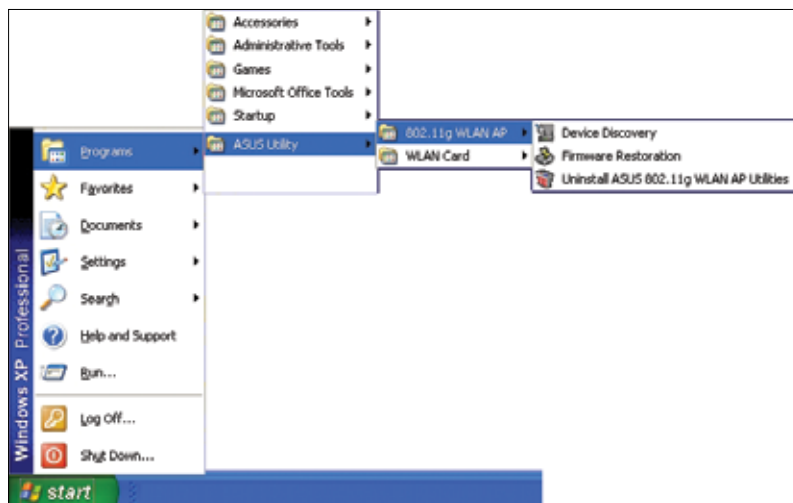 Accessories
Administrative Tools
Games
Microsoft Office Tools
Startup
ASUS Utility
802.11g WLAN AP
WLAN Card
Device Discovery
Firmware Restoration
Uninstall ASUS 802.11g WLAN AP Utilities
Programs
Favorites
Documents
Settings
Search
Help and Support
Run...
Log Off...
Shut Down...
Windows XP Professional
start